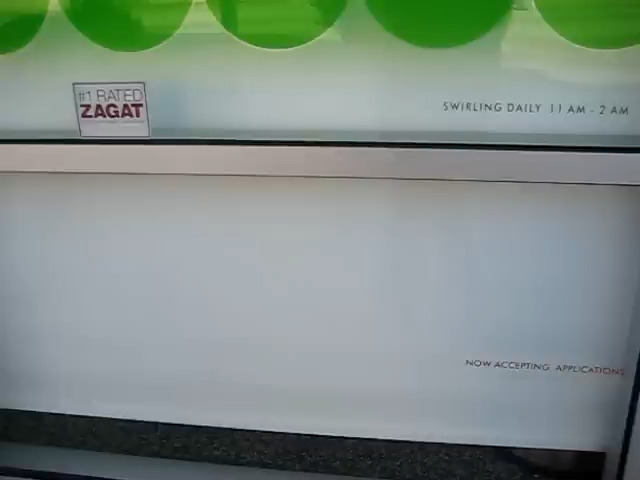 #1 RATED
ZAGAT
SWIRLING DAILY 11 AM - 2 AM
NOW ACCEPTING APPLICATIONS